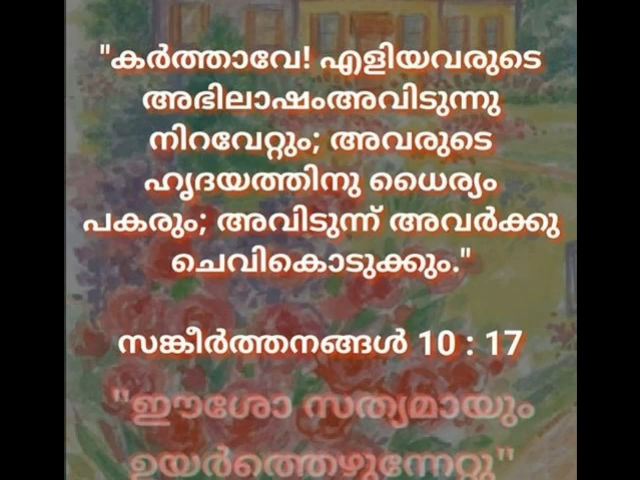 "കർത്താവേ! എളിയവരുടെ
അഭിലാഷംഅവിടുന്നു
നിറവേറ്റും; അവരുടെ
ഹൃദയത്തിനു ധൈര്യം
പകരും; അവിടുന്ന് അവർക്കു
ചെവികൊടുക്കും."
സങ്കീർത്തനങ്ങൾ 10 : 17
"ഈശോ സത്യമായും
ഉയർത്തെഴുന്നേറ്റു"